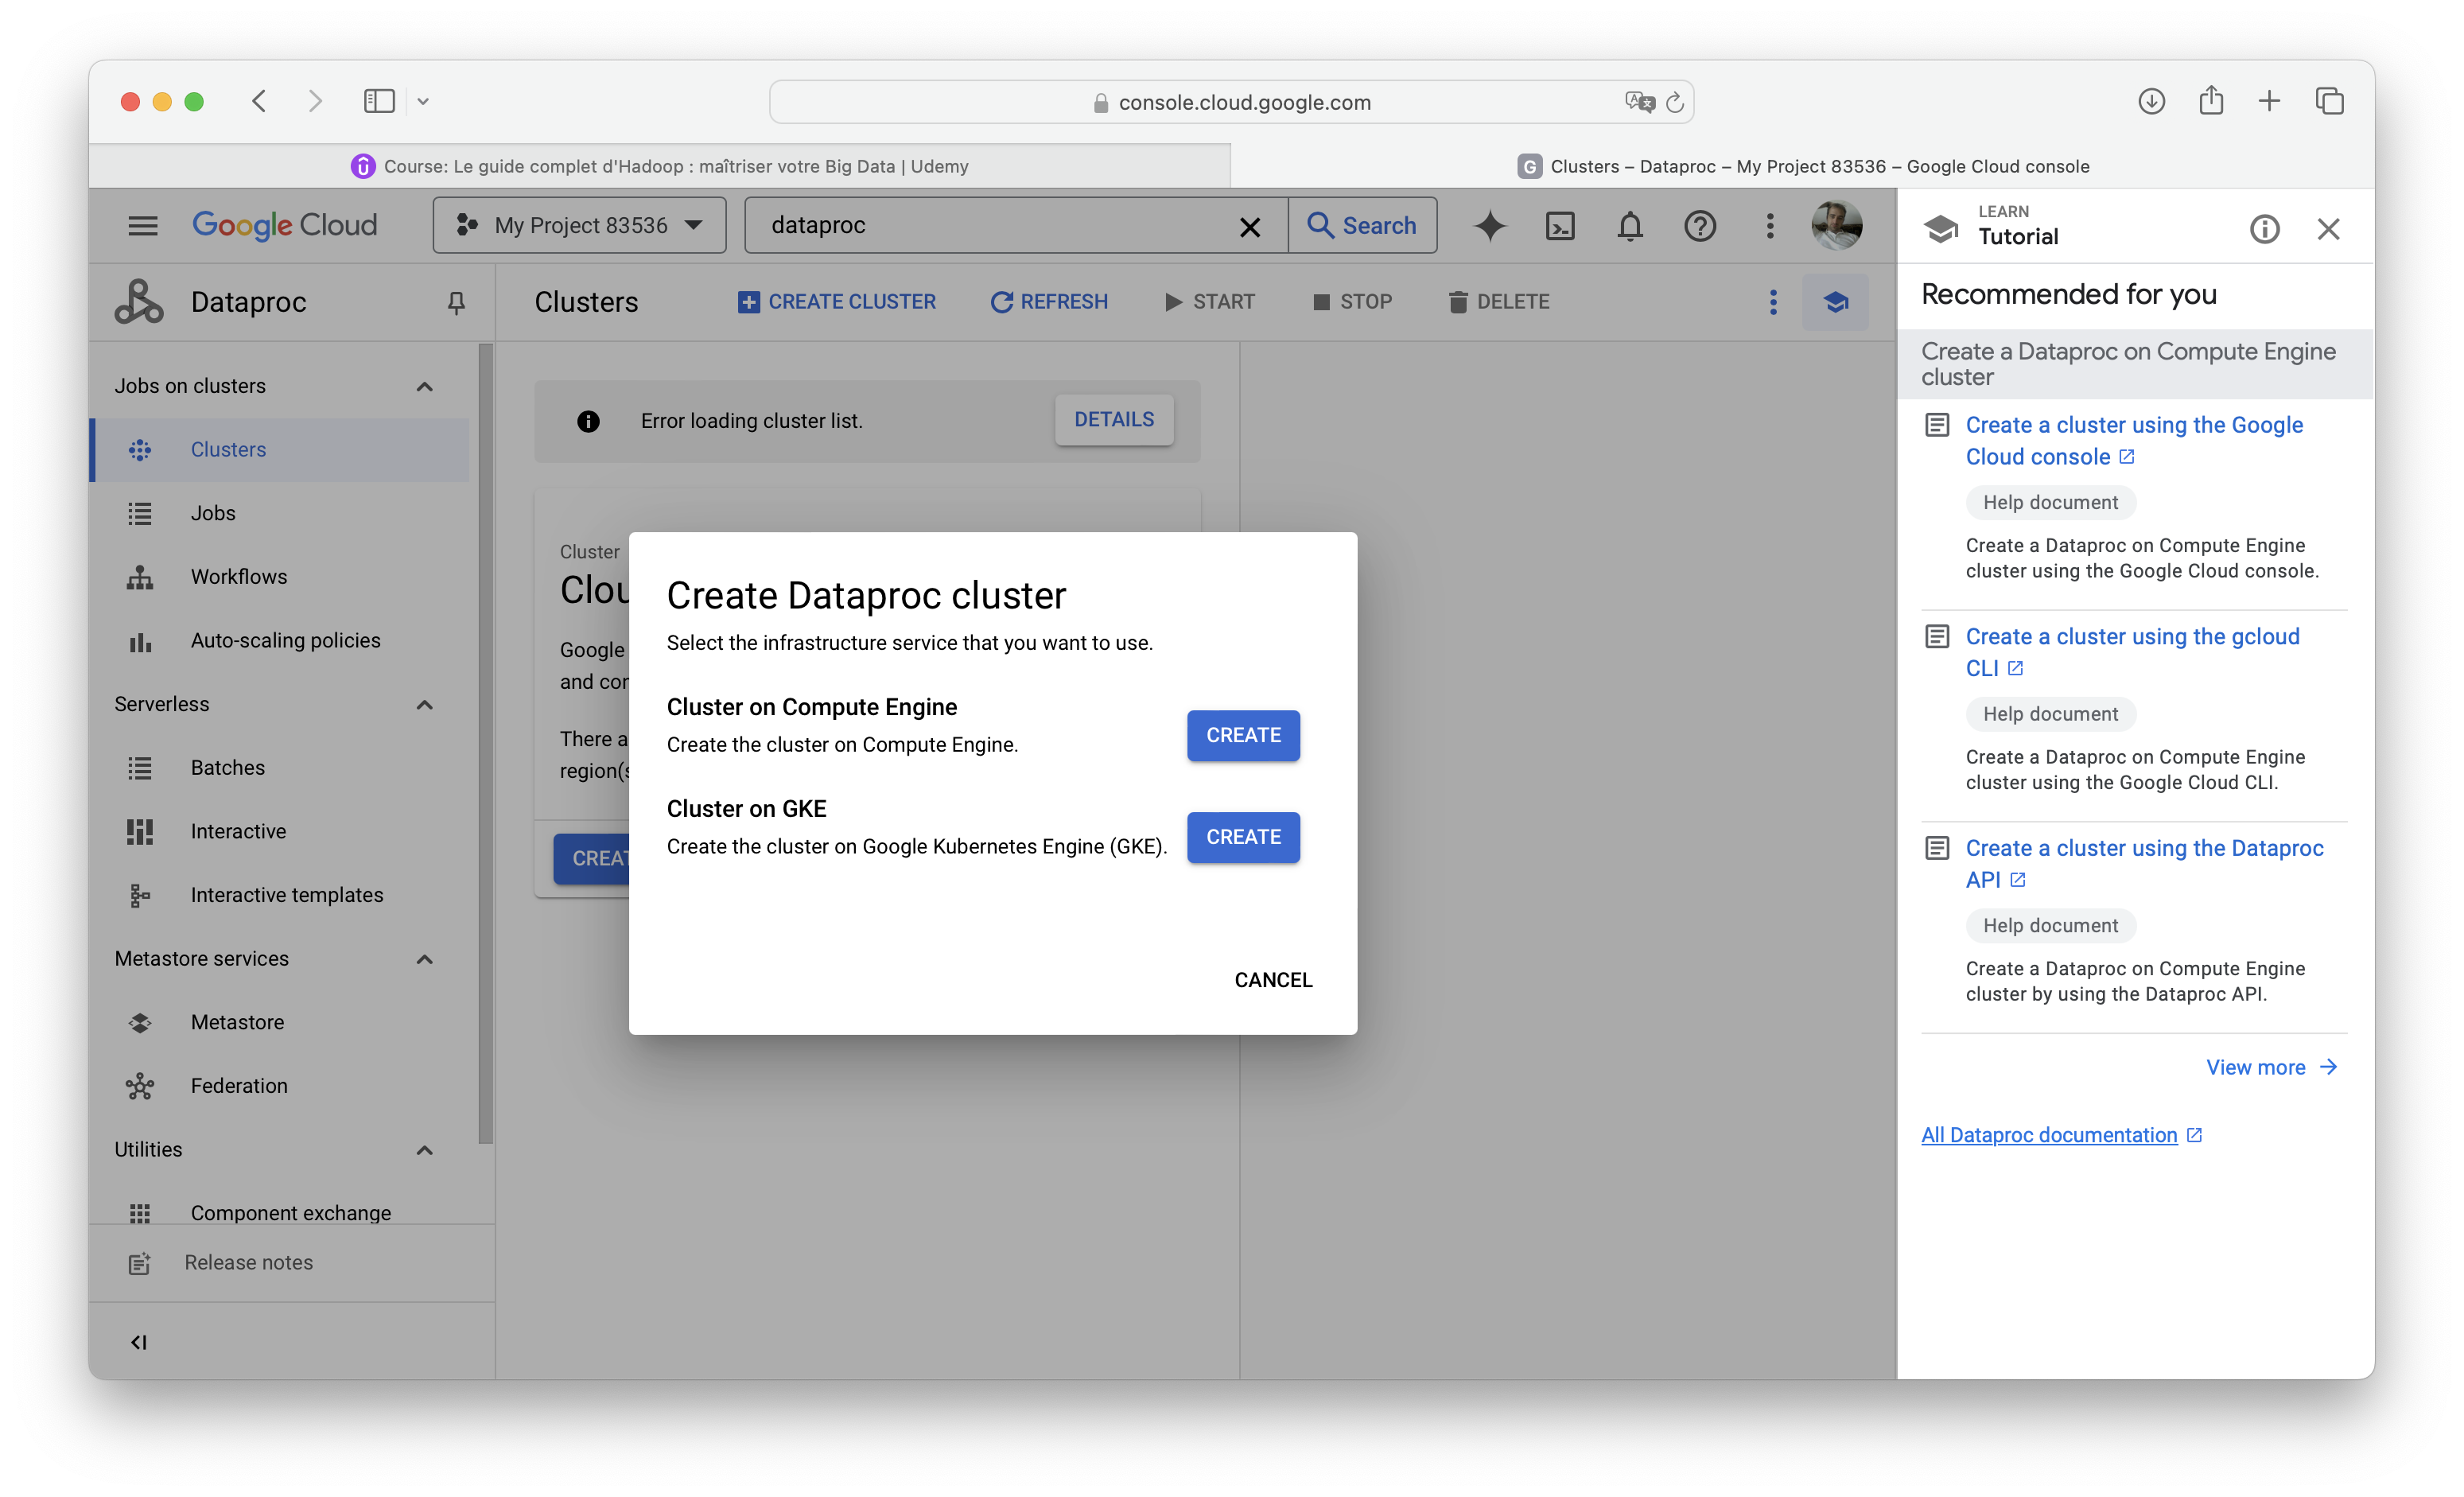 console.cloud.google.com
Course: Le guide complet d'Hadoop : maîtriser votre Big Data | Udemy
G Clusters – Dataproc – My Project 83536 – Google Cloud console
Google Cloud
My Project 83536
dataproc
Search
LEARN
Tutorial
Dataproc
Clusters
CREATE CLUSTER
REFRESH
START
STOP
DELETE
Jobs on clusters
Clusters
Jobs
Workflows
Auto-scaling policies
Serverless
Batches
Interactive
Interactive templates
Metastore services
Metastore
Federation
Utilities
Component exchange
Release notes
Error loading cluster list.
DETAILS
Cluster
Clou
Google
and cor
There a
region(s
CREAT
Create Dataproc cluster
Select the infrastructure service that you want to use.
Cluster on Compute Engine
Create the cluster on Compute Engine.
CREATE
Cluster on GKE
Create the cluster on Google Kubernetes Engine (GKE).
CREATE
CANCEL
Recommended for you
Create a Dataproc on Compute Engine
cluster
Create a cluster using the Google
Cloud console
Help document
Create a Dataproc on Compute Engine
cluster using the Google Cloud console.
Create a cluster using the gcloud
CLI
Help document
Create a Dataproc on Compute Engine
cluster using the Google Cloud CLI.
Create a cluster using the Dataproc
API
Help document
Create a Dataproc on Compute Engine
cluster by using the Dataproc API.
View more
All Dataproc documentation